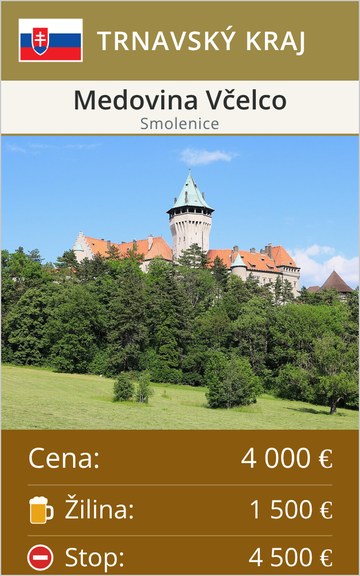 TRNAVSKÝ KRAJ
Medovina Včelco
Smolenice
Cena: 4 000 €
Žilina: 1 500 €
Stop: 4 500 €